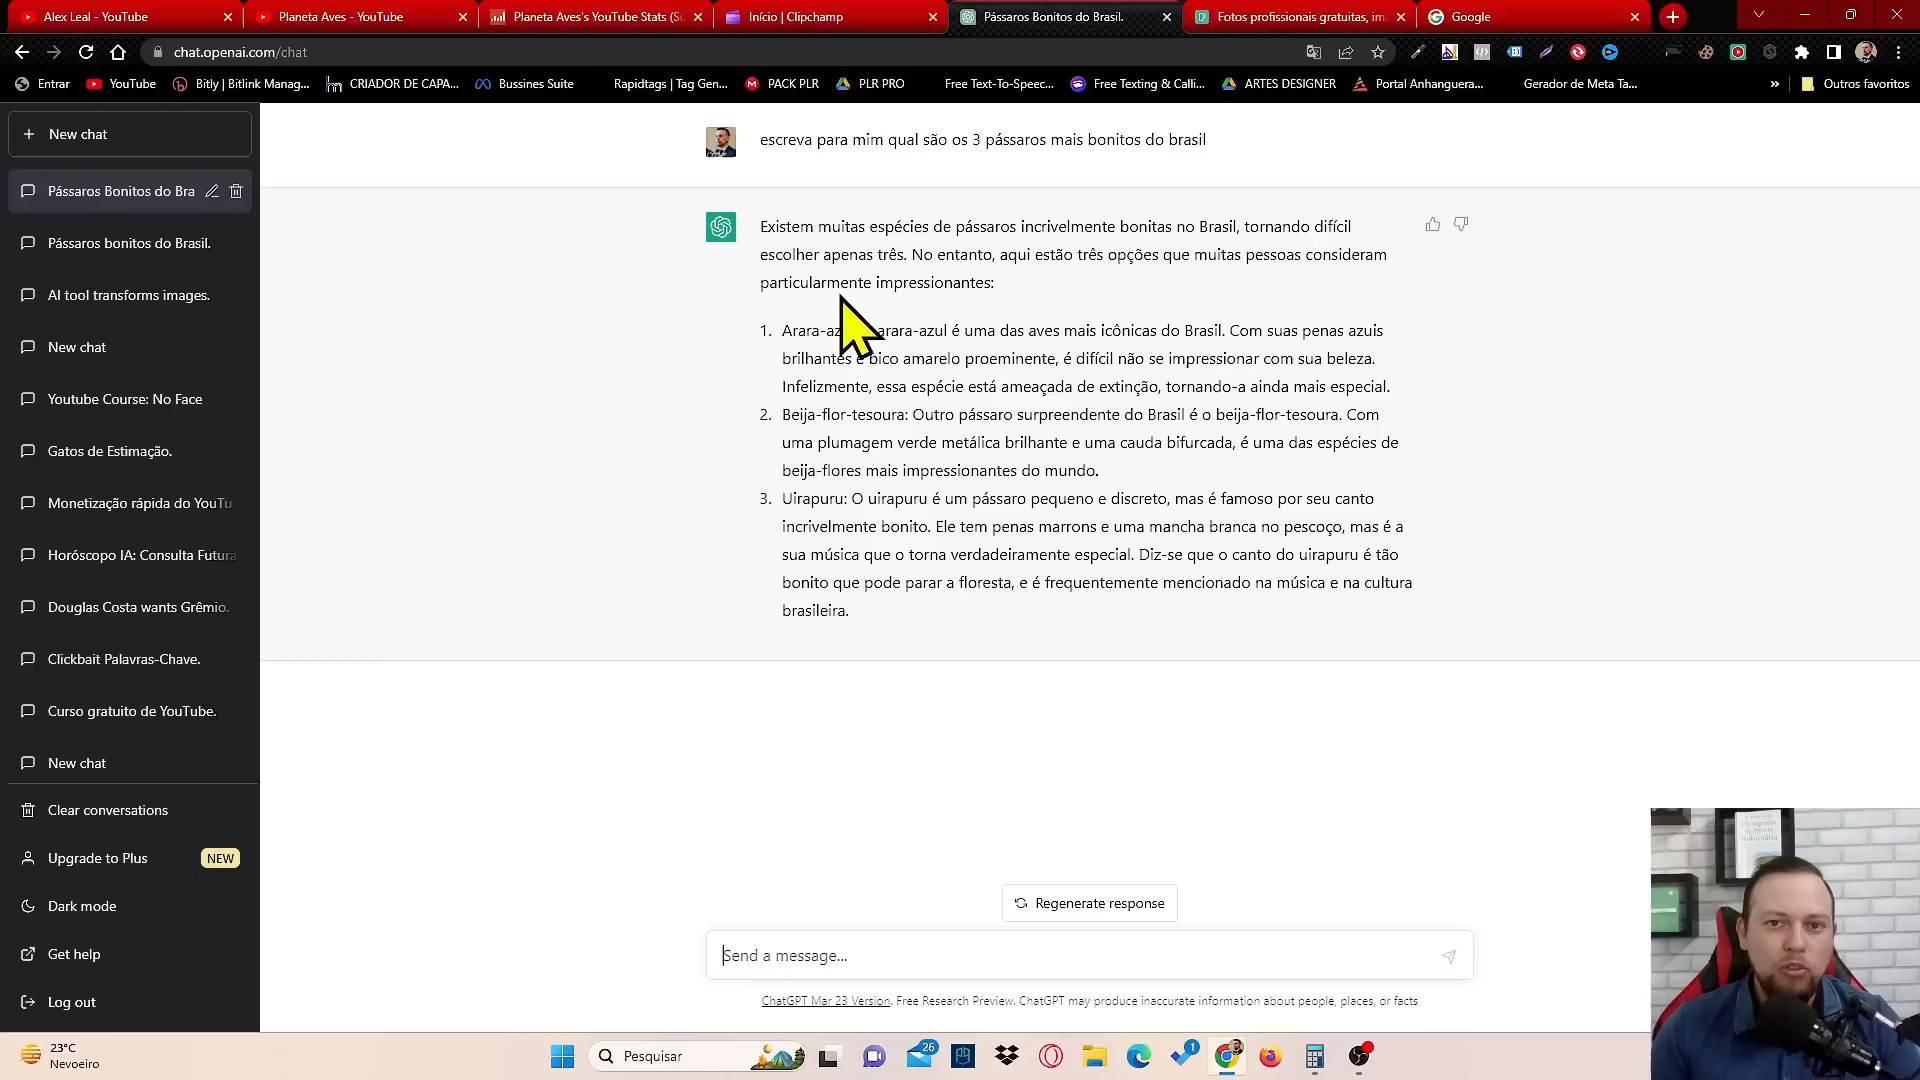 Alex Leal - YouTube
Planeta Aves - YouTube
Planeta Aves's YouTube Stats (Su
Início | Clipchamp
Pássaros Bonitos do Brasil.
Fotos profissionais gratuitas, im
Google
chat.openai.com/chat
Entrar
YouTube
Bitly | Bitlink Manag...
CRIADOR DE CAPA...
Bussines Suite
Rapidtags | Tag Gen...
PACK PLR
PLR PRO
Free Text-To-Speec...
Free Texting & Calli...
ARTES DESIGNER
Portal Anhanguera...
Gerador de Meta Ta...
»
Outros favoritos
+ New chat
Pássaros Bonitos do Bra
Pássaros bonitos do Brasil.
AI tool transforms images.
New chat
Youtube Course: No Face
Gatos de Estimação.
Monetização rápida do YouTu
Horóscopo IA: Consulta Futura
Douglas Costa wants Grêmio.
Clickbait Palavras-Chave.
Curso gratuito de YouTube.
New chat
Clear conversations
Upgrade to Plus NEW
Dark mode
Get help
Log out
escreva para mim qual são os 3 pássaros mais bonitos do brasil
Existem muitas espécies de pássaros incrivelmente bonitas no Brasil, tornando difícil
escolher apenas três. No entanto, aqui estão três opções que muitas pessoas consideram
particularmente impressionantes:
1. Arara-az arara-azul é uma das aves mais icônicas do Brasil. Com suas penas azuis
brilhantes e bico amarelo proeminente, é difícil não se impressionar com sua beleza.
Infelizmente, essa espécie está ameaçada de extinção, tornando-a ainda mais especial.
2. Beija-flor-tesoura: Outro pássaro surpreendente do Brasil é o beija-flor-tesoura. Com
uma plumagem verde metálica brilhante e uma cauda bifurcada, é uma das espécies de
beija-flores mais impressionantes do mundo.
3. Uirapuru: O uirapuru é um pássaro pequeno e discreto, mas é famoso por seu canto
incrivelmente bonito. Ele tem penas marrons e uma mancha branca no pescoço, mas é a
sua música que o torna verdadeiramente especial. Diz-se que o canto do uirapuru é tão
bonito que pode parar a floresta, e é frequentemente mencionado na música e na cultura
brasileira.
Regenerate response
Send a message...
ChatGPT Mar 23 Version. Free Research Preview. ChatGPT may produce inaccurate information about people, places, or facts
23°C
Nevoeiro
Pesquisar
26
1